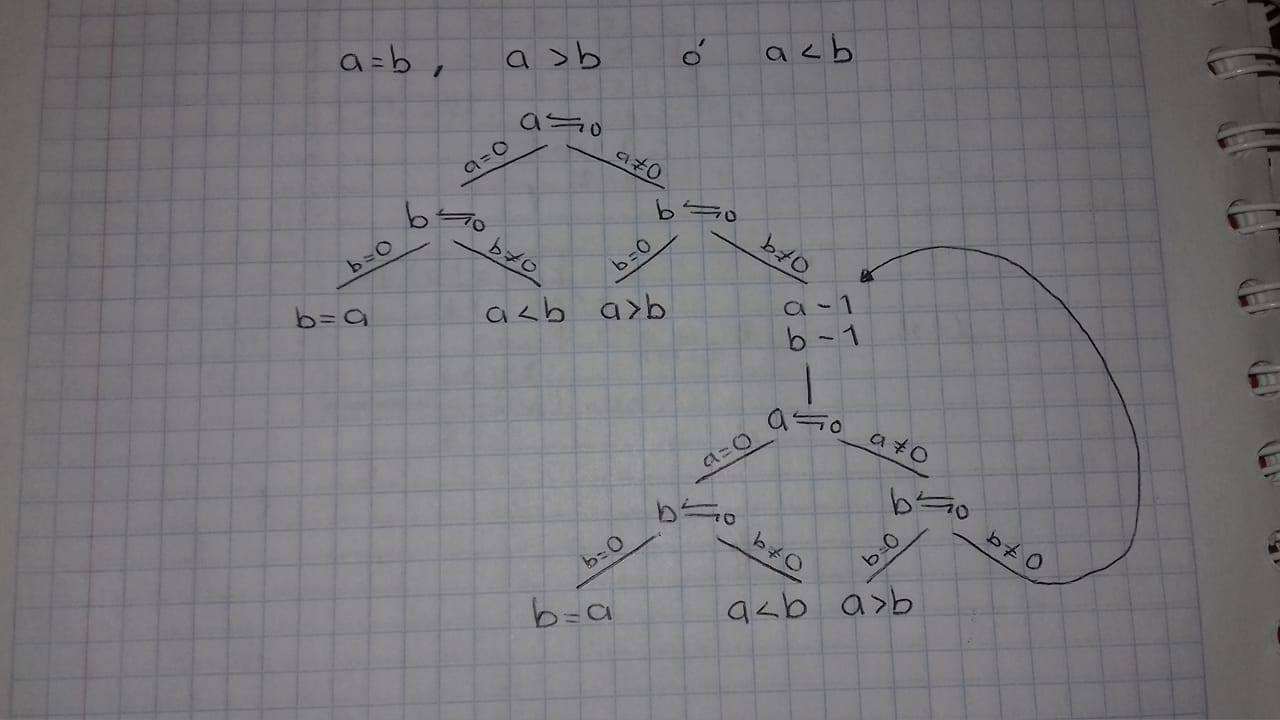 a=b, a>b ó a<b
a⇋0
a=0 a≠0
b⇋0 b⇋0
b=0 b≠0 b=0 b≠0
b=a a<b a>b a-1
b-1
a⇋0
a=0 a≠0
b⇋0 b⇋0
b=0 b≠0 b=0 b≠0
b=a a<b a>b